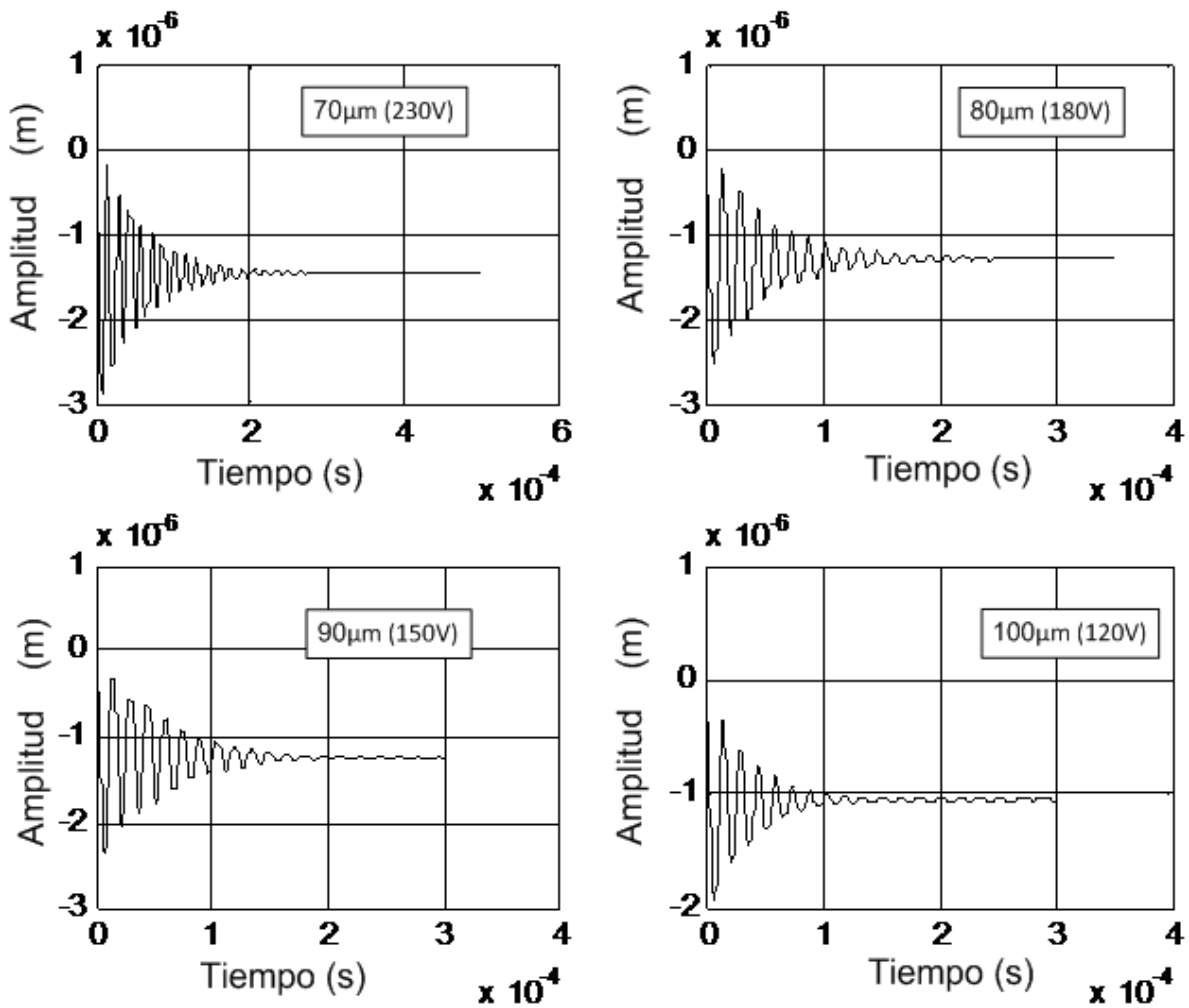 x 10-6
1
0
-1
-2
-3
Amplitud (m)
70µm (230V)
0 2 4 6
Tiempo (s)
x 10-4
x 10-6
1
0
-1
-2
-3
Amplitud (m)
80µm (180V)
0 1 2 3 4
Tiempo (s)
x 10-4
x 10-6
1
0
-1
-2
-3
Amplitud (m)
90µm (150V)
0 1 2 3 4
Tiempo (s)
x 10-4
x 10-6
1
0
-1
-2
Amplitud (m)
100µm (120V)
0 1 2 3 4
Tiempo (s)
x 10-4